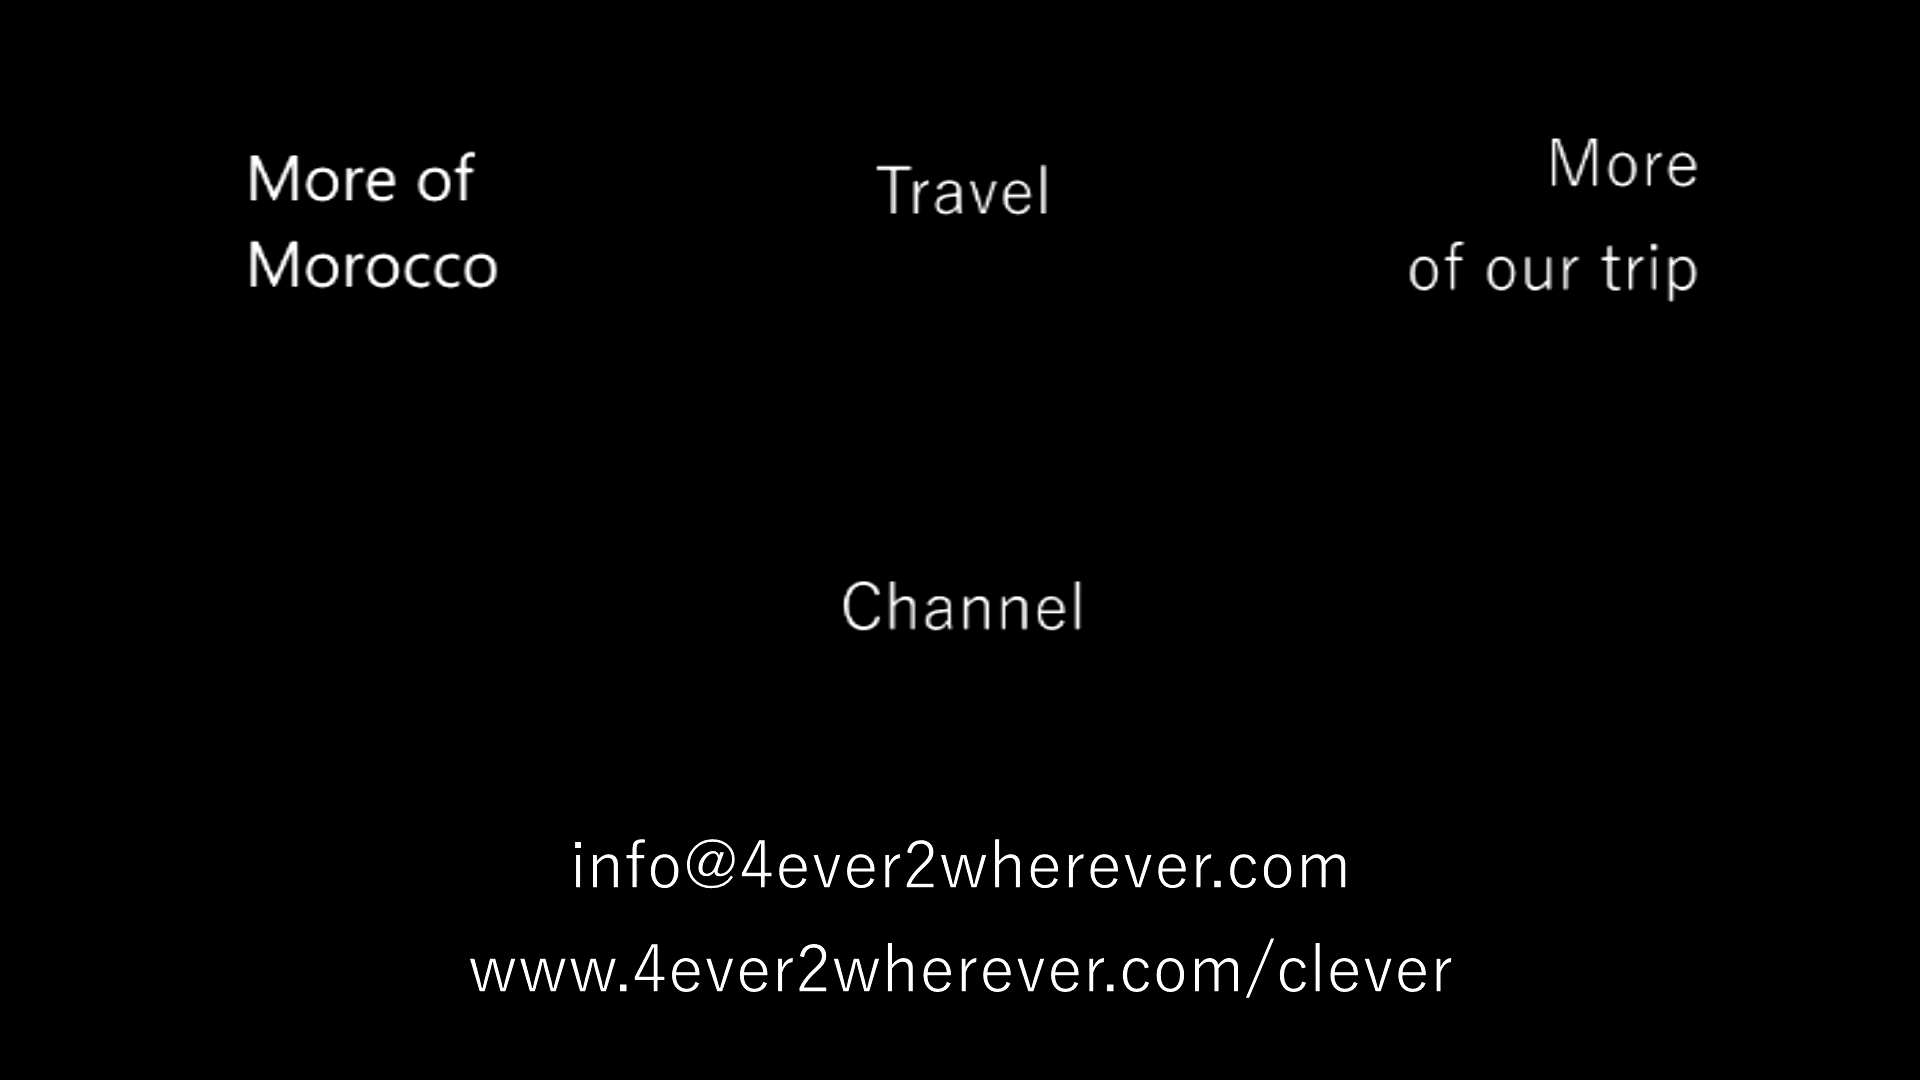 More of
Morocco
Travel
More
of our trip
Channel
info@4ever2wherever.com
www.4ever2wherever.com/clever